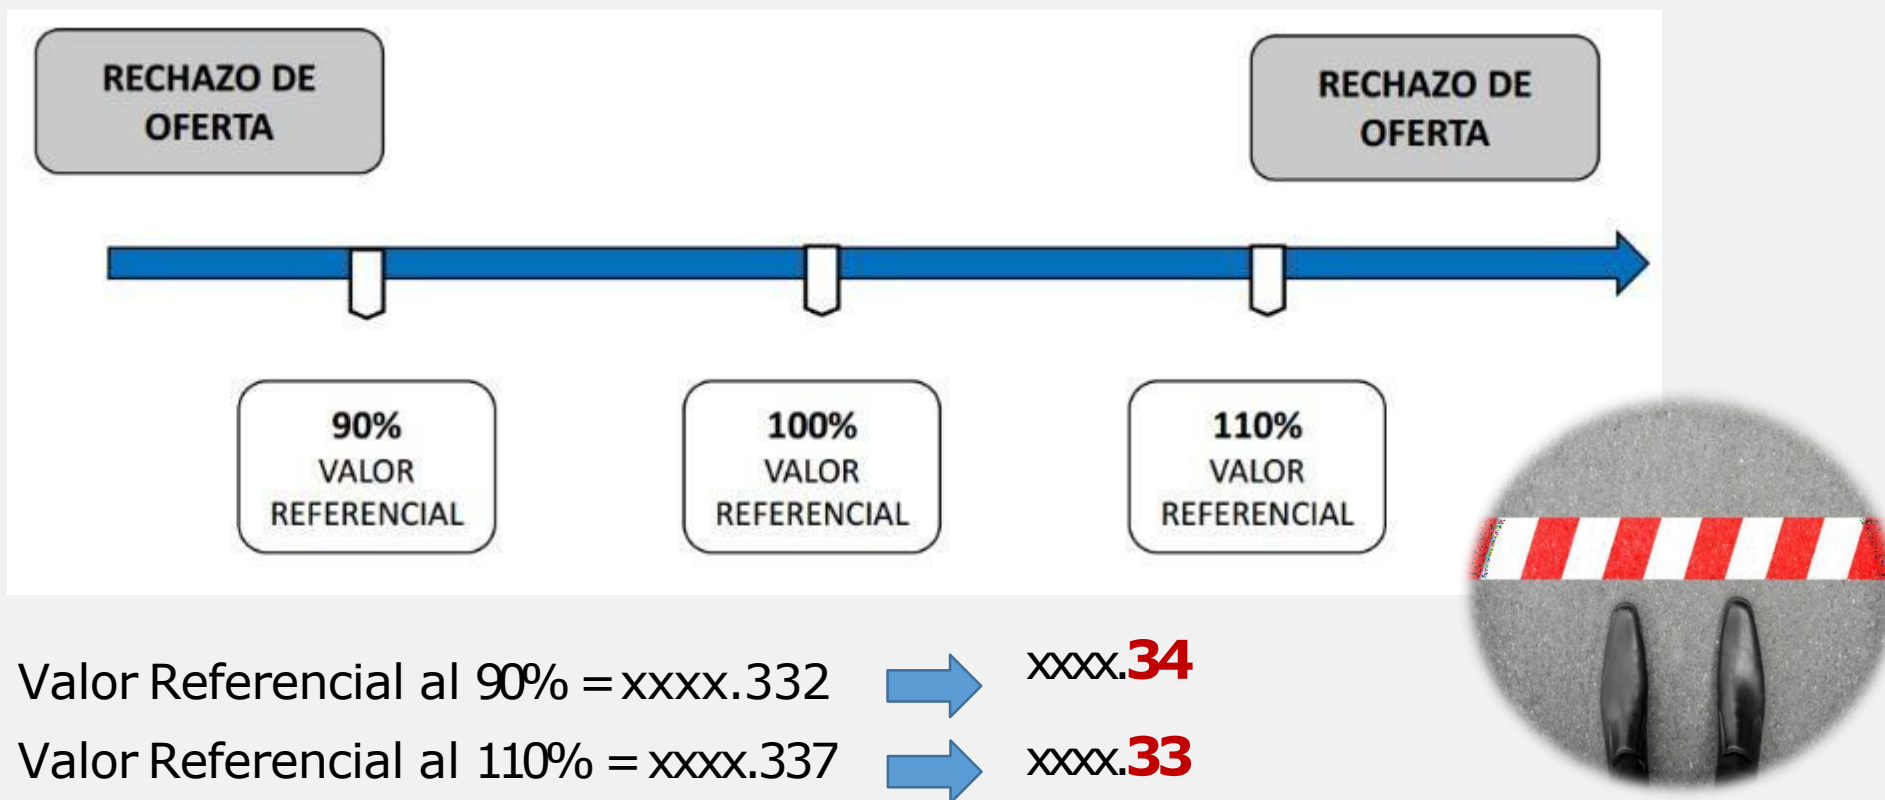 RECHAZO DE
OFERTA
RECHAZO DE
OFERTA
90%
VALOR
REFERENCIAL
100%
VALOR
REFERENCIAL
110%
VALOR
REFERENCIAL
Valor Referencial al 90% = xxxx.332 xxxx.34
Valor Referencial al 110% = xxxx.337 xxxx.33